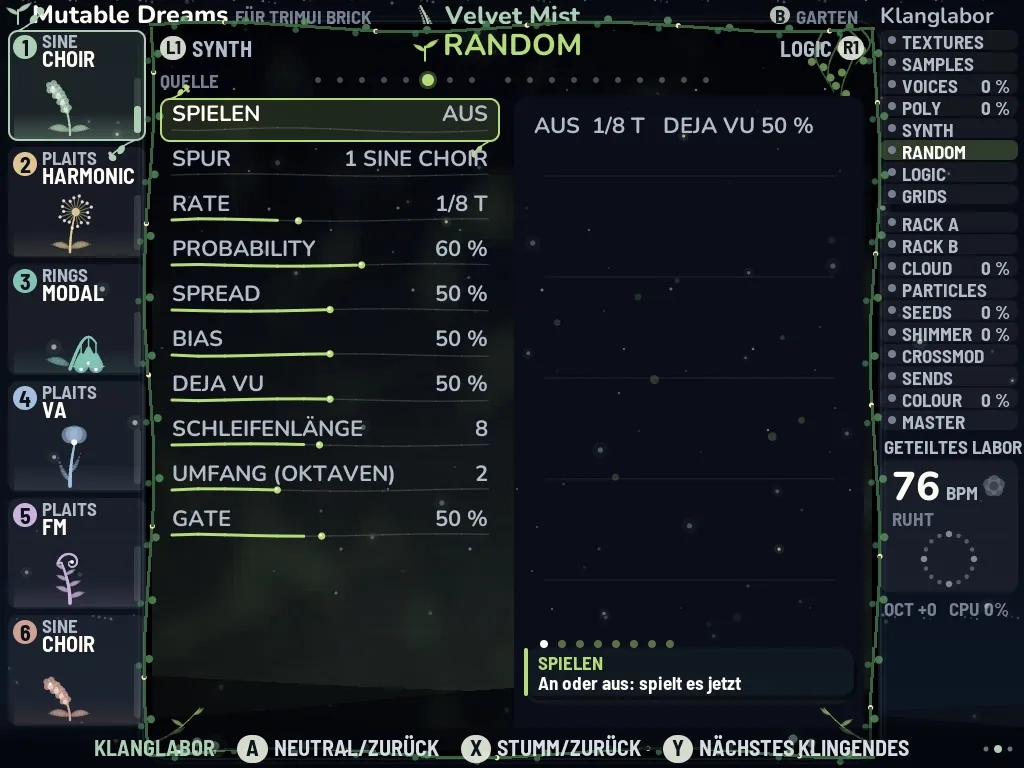 Mutable Dreams FÜR TRIMUI BRICK
Velvet Mist
B GARTEN
Klanglabor
1 SINE
CHOIR
2 PLAITS
HARMONIC
3 RINGS
MODAL
4 PLAITS
VA
5 PLAITS
FM
6 SINE
CHOIR
L1 SYNTH
RANDOM
LOGIC R1
QUELLE
SPIELEN AUS
SPUR 1 SINE CHOIR
RATE 1/8 T
PROBABILITY 60 %
SPREAD 50 %
BIAS 50 %
DEJA VU 50 %
SCHLEIFENLÄNGE 8
UMFANG (OKTAVEN) 2
GATE 50 %
AUS 1/8 T DEJA VU 50 %
SPIELEN
An oder aus: spielt es jetzt
TEXTURES
SAMPLES
VOICES 0 %
POLY 0 %
SYNTH
RANDOM
LOGIC
GRIDS
RACK A
RACK B
CLOUD 0 %
PARTICLES
SEEDS 0 %
SHIMMER 0 %
CROSSMOD
SENDS
COLOUR 0 %
MASTER
GETEILTES LABOR
76 BPM
RUHT
OCT +0 CPU 0%
KLANGLABOR A NEUTRAL/ZURÜCK X STUMM/ZURÜCK Y NÄCHSTES KLINGENDES